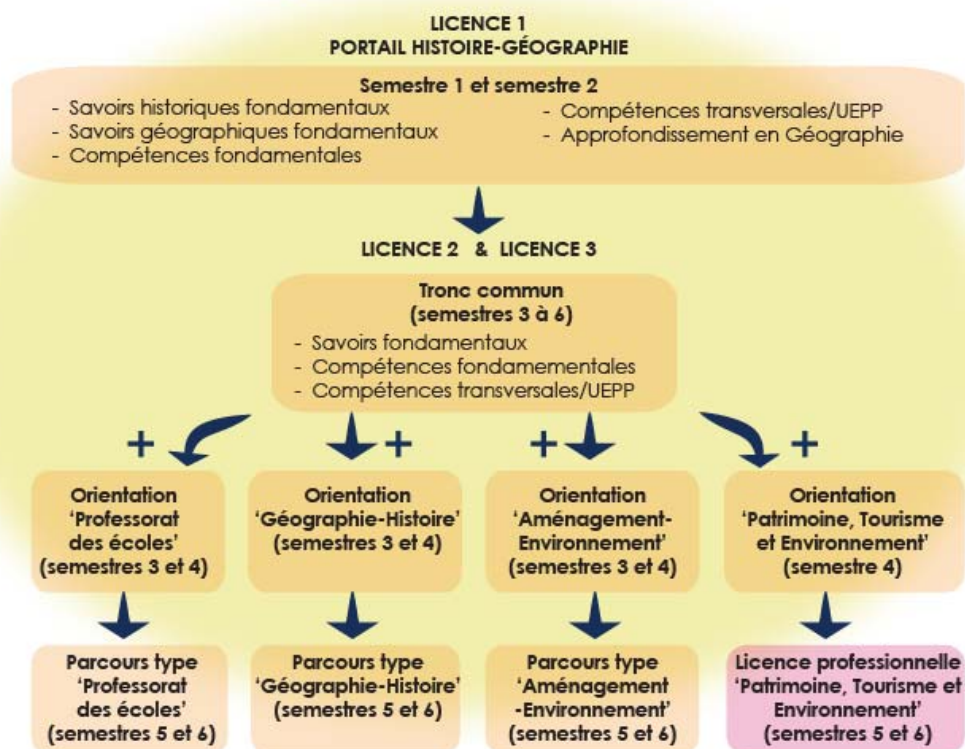 LICENCE 1
PORTAIL HISTOIRE-GÉOGRAPHIE
Semestre 1 et semestre 2
- Savoirs historiques fondamentaux
- Savoirs géographiques fondamentaux
- Compétences fondamentales
- Compétences transversales/UEPP
- Approfondissement en Géographie
LICENCE 2 & LICENCE 3
Tronc commun
(semestres 3 à 6)
- Savoirs fondamentaux
- Compétences fondamementales
- Compétences transversales/UEPP
+
+
+
+
Orientation
‘Professorat
des écoles’
(semestres 3 et 4)
Orientation
‘Géographie-Histoire’
(semestres 3 et 4)
Orientation
‘Aménagement-
Environnement’
(semestres 3 et 4)
Orientation
‘Patrimoine, Tourisme
et Environnement’
(semestre 4)
Parcours type
‘Professorat
des écoles’
(semestres 5 et 6)
Parcours type
‘Géographie-Histoire’
(semestres 5 et 6)
Parcours type
‘Aménagement
-Environnement’
(semestres 5 et 6)
Licence professionnelle
‘Patrimoine, Tourisme et
Environnement’
(semestres 5 et 6)